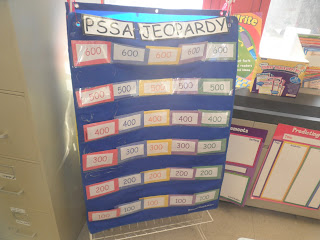 PSSA JEOPARDY
600 600 600 600 600
500 500 500 500 500
400 400 400 400 400
300 300 300 300 300
200 200 200 200 200
100 100 100 100 100
Write
Predicting